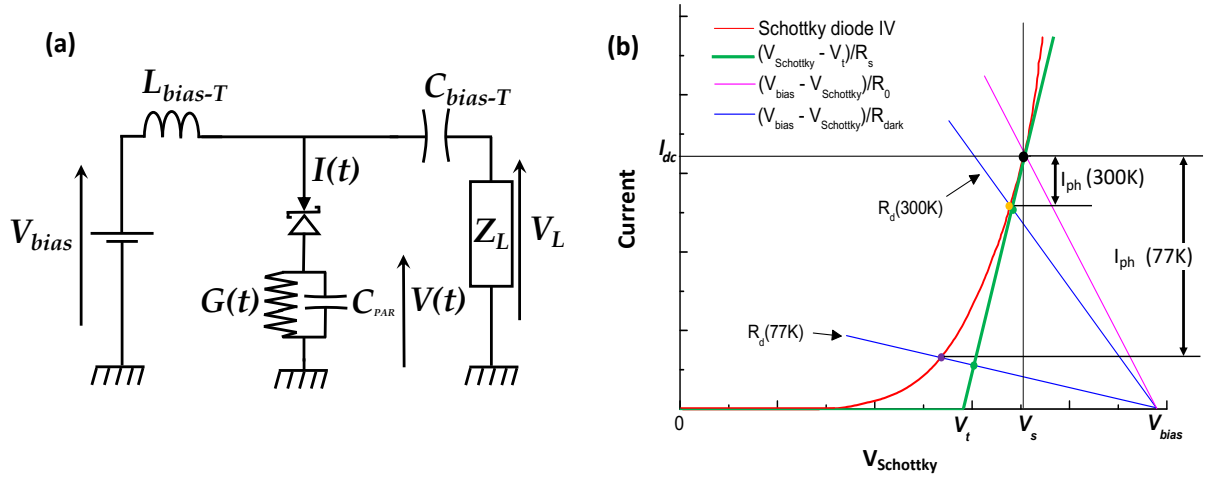 (a)
L_bias-T
C_bias-T
I(t)
V_bias
Z_L
V_L
G(t)
C_PAR
V(t)
(b)
Schottky diode IV
(V_Schottky - V_t)/R_s
(V_bias - V_Schottky)/R_0
(V_bias - V_Schottky)/R_dark
I_dc
I_ph (300K)
R_d(300K)
Current
I_ph (77K)
R_d(77K)
0
V_t
V_s
V_bias
V_Schottky